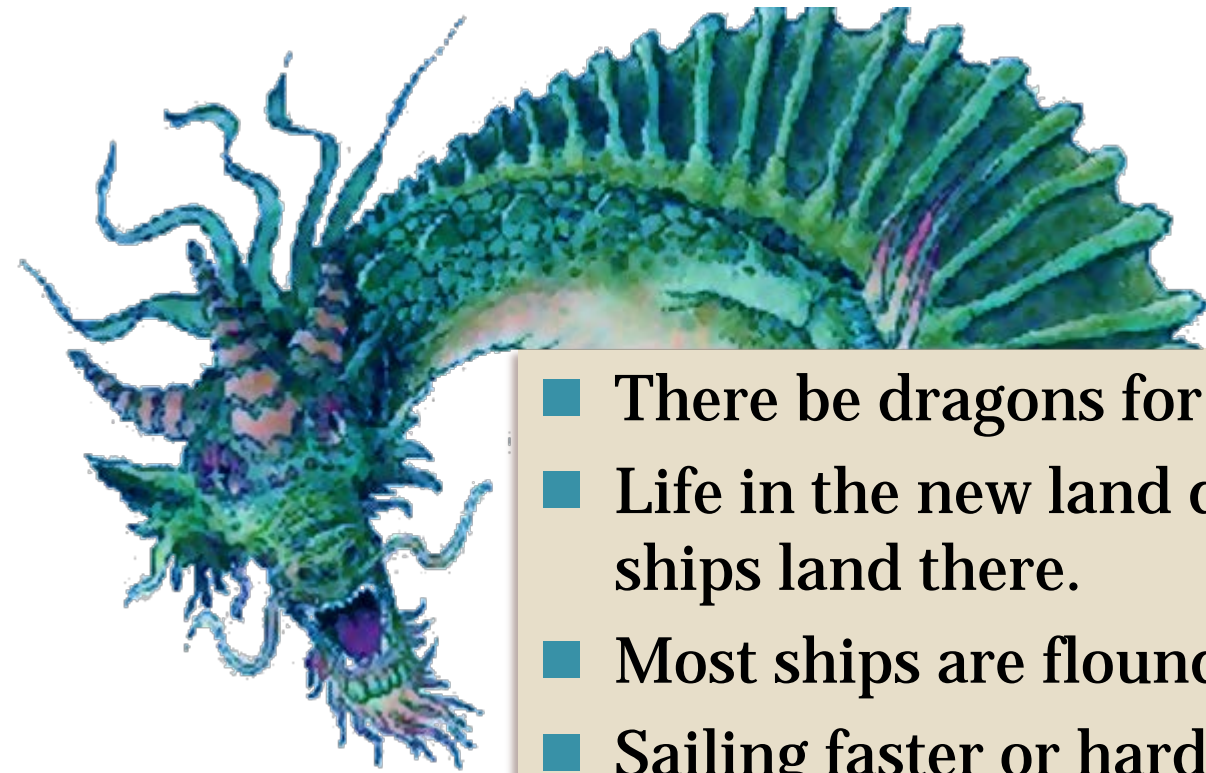 There be dragons for
Life in the new land
ships land there.
Most ships are
Sailing faster or